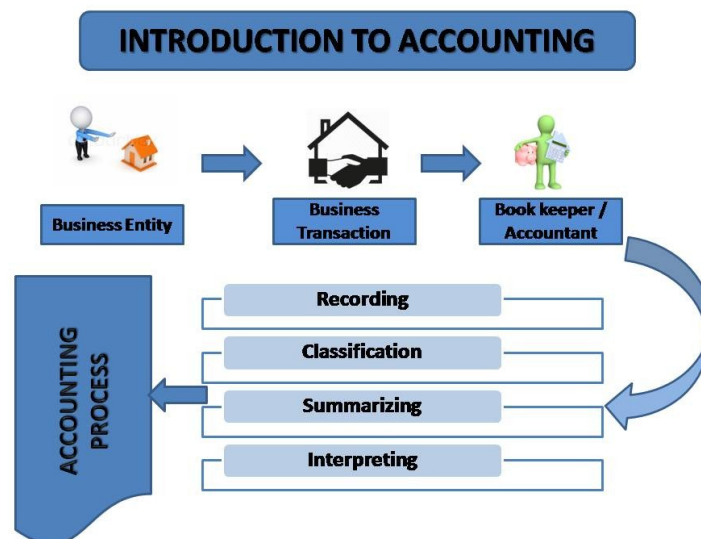 INTRODUCTION TO ACCOUNTING
Business Entity
Business
Transaction
Book keeper /
Accountant
Recording
Classification
Summarizing
Interpreting
ACCOUNTING
PROCESS